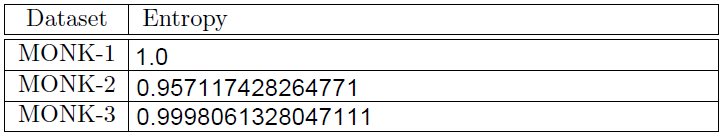 Dataset Entropy
MONK-1 1.0
MONK-2 0.957117428264771
MONK-3 0.9998061328047111